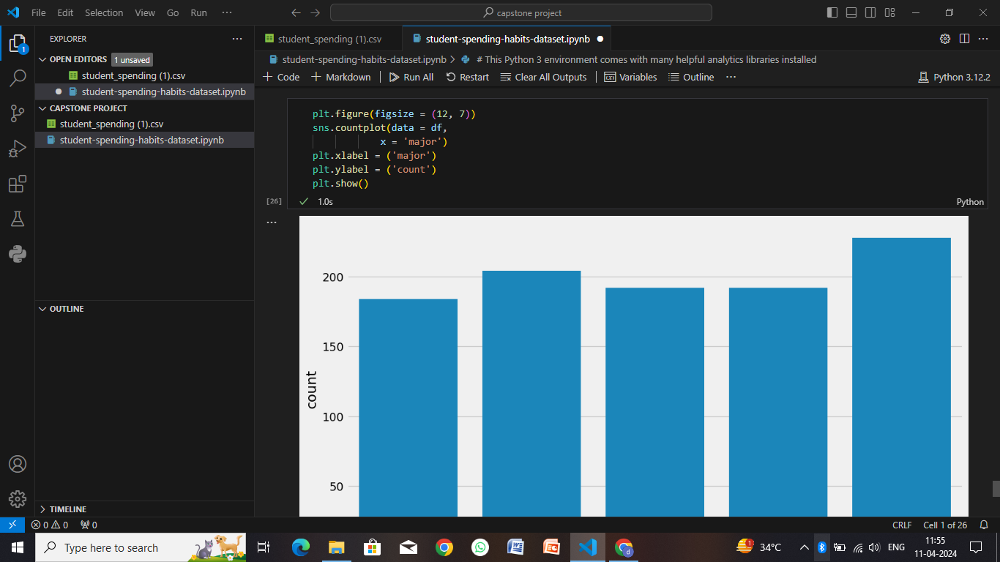 File Edit Selection View Go Run ···
capstone project
EXPLORER
OPEN EDITORS 1 unsaved
student_spending (1).csv
student-spending-habits-dataset.ipynb
CAPSTONE PROJECT
student_spending (1).csv
student-spending-habits-dataset.ipynb
OUTLINE
TIMELINE
1
student_spending (1).csv
student-spending-habits-dataset.ipynb
student-spending-habits-dataset.ipynb > # This Python 3 environment comes with many helpful analytics libraries installed
+ Code + Markdown Run All Restart Clear All Outputs Variables Outline ··· Python 3.12.2
plt.figure(figsize = (12, 7))
sns.countplot(data = df,
x = 'major')
plt.xlabel = ('major')
plt.ylabel = ('count')
plt.show()
[26] 1.0s Python
200
150
100
50
count
0 0 0 CRLF Cell 1 of 26
Type here to search
1 34°C ENG
11:55
11-04-2024